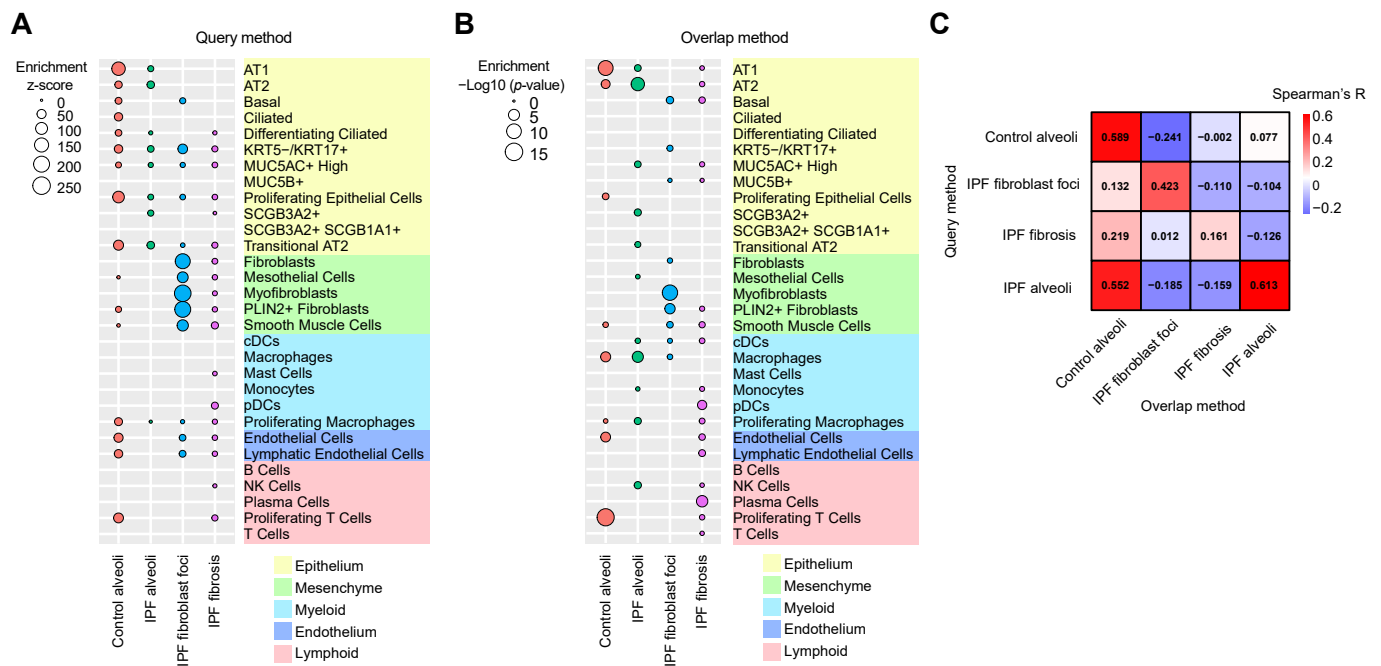 A
Query method
Enrichment
z-score
0
50
100
150
200
250
AT1
AT2
Basal
Ciliated
Differentiating Ciliated
KRT5−/KRT17+
MUC5AC+ High
MUC5B+
Proliferating Epithelial Cells
SCGB3A2+
SCGB3A2+ SCGB1A1+
Transitional AT2
Fibroblasts
Mesothelial Cells
Myofibroblasts
PLIN2+ Fibroblasts
Smooth Muscle Cells
cDCs
Macrophages
Mast Cells
Monocytes
pDCs
Proliferating Macrophages
Endothelial Cells
Lymphatic Endothelial Cells
B Cells
NK Cells
Plasma Cells
Proliferating T Cells
T Cells
Control alveoli
IPF alveoli
IPF fibroblast foci
IPF fibrosis
Epithelium
Mesenchyme
Myeloid
Endothelium
Lymphoid
B
Overlap method
Enrichment
−Log10 (p-value)
0
5
10
15
AT1
AT2
Basal
Ciliated
Differentiating Ciliated
KRT5−/KRT17+
MUC5AC+ High
MUC5B+
Proliferating Epithelial Cells
SCGB3A2+
SCGB3A2+ SCGB1A1+
Transitional AT2
Fibroblasts
Mesothelial Cells
Myofibroblasts
PLIN2+ Fibroblasts
Smooth Muscle Cells
cDCs
Macrophages
Mast Cells
Monocytes
pDCs
Proliferating Macrophages
Endothelial Cells
Lymphatic Endothelial Cells
B Cells
NK Cells
Plasma Cells
Proliferating T Cells
T Cells
Control alveoli
IPF alveoli
IPF fibroblast foci
IPF fibrosis
Epithelium
Mesenchyme
Myeloid
Endothelium
Lymphoid
C
Spearman's R
0.6
0.4
0.2
0
−0.2
Query method
Control alveoli
0.589 −0.241 −0.002 0.077
IPF fibroblast foci
0.132 0.423 −0.110 −0.104
IPF fibrosis
0.219 0.012 0.161 −0.126
IPF alveoli
0.552 −0.185 −0.159 0.613
Control alveoli
IPF fibroblast foci
IPF fibrosis
IPF alveoli
Overlap method